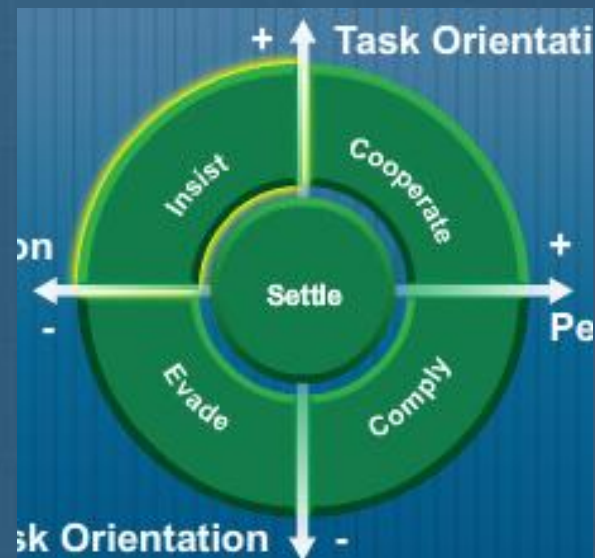 + Task Orientati
Insist
Cooperate
on
+
Settle
-
Pe
Evade
Comply
sk Orientation -